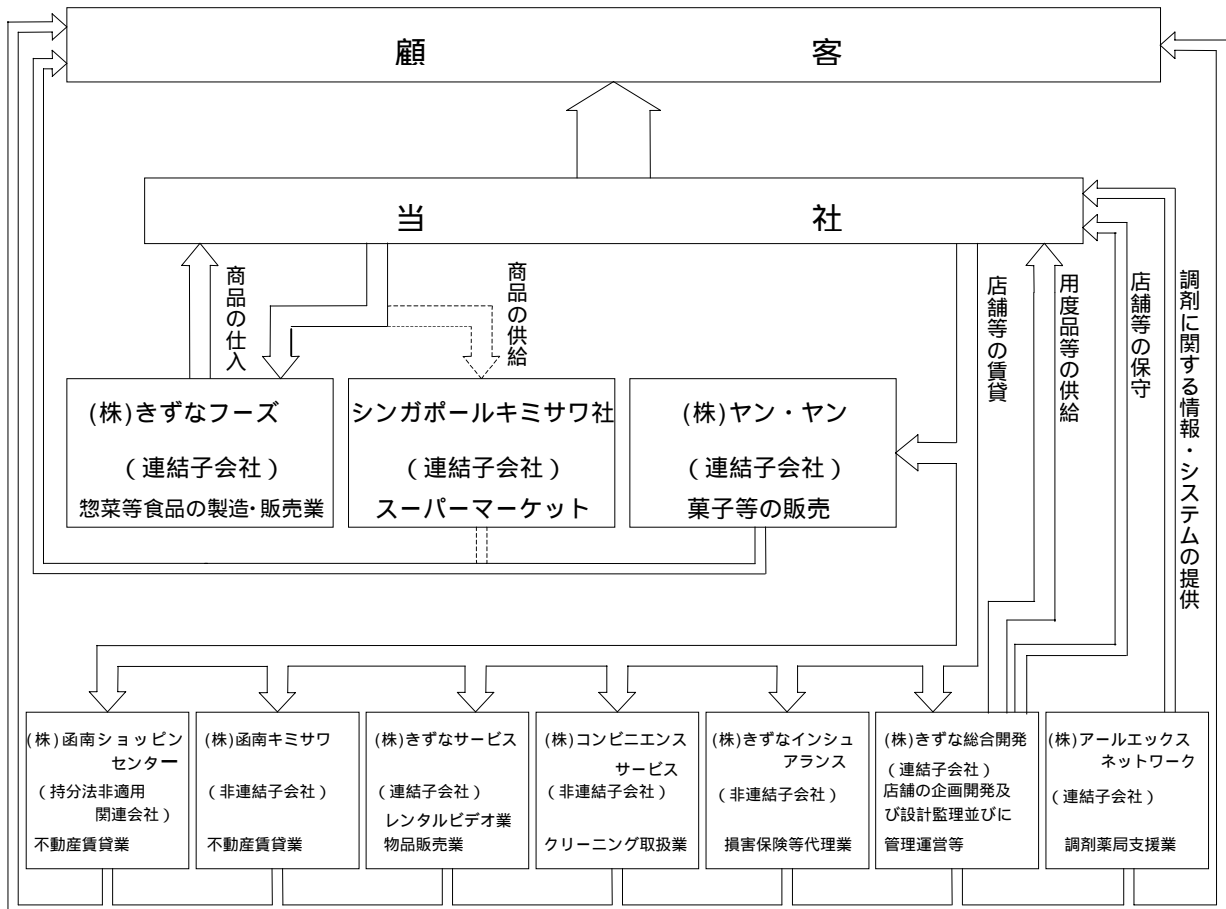 顧客
当社
商品の仕入
商品の供給
店舗等の賃貸
用度品等の供給
店舗等の保守
調剤に関する情報・システムの提供
(株)きずなフーズ
(連結子会社)
惣菜等食品の製造・販売業
シンガポールキミサワ社
(連結子会社)
スーパーマーケット
(株)ヤン・ヤン
(連結子会社)
菓子等の販売
(株)函南ショッピン
センター
(持分法非適用
関連会社)
不動産賃貸業
(株)函南キミサワ
(非連結子会社)
不動産賃貸業
(株)きずなサービス
(連結子会社)
レンタルビデオ業
物品販売業
(株)コンビニエンス
サービス
(非連結子会社)
クリーニング取扱業
(株)きずなインシュ
アランス
(非連結子会社)
損害保険等代理業
(株)きずな総合開発
(連結子会社)
店舗の企画開発及
び設計監理並びに
管理運営等
(株)アールエックス
ネットワーク
(連結子会社)
調剤薬局支援業